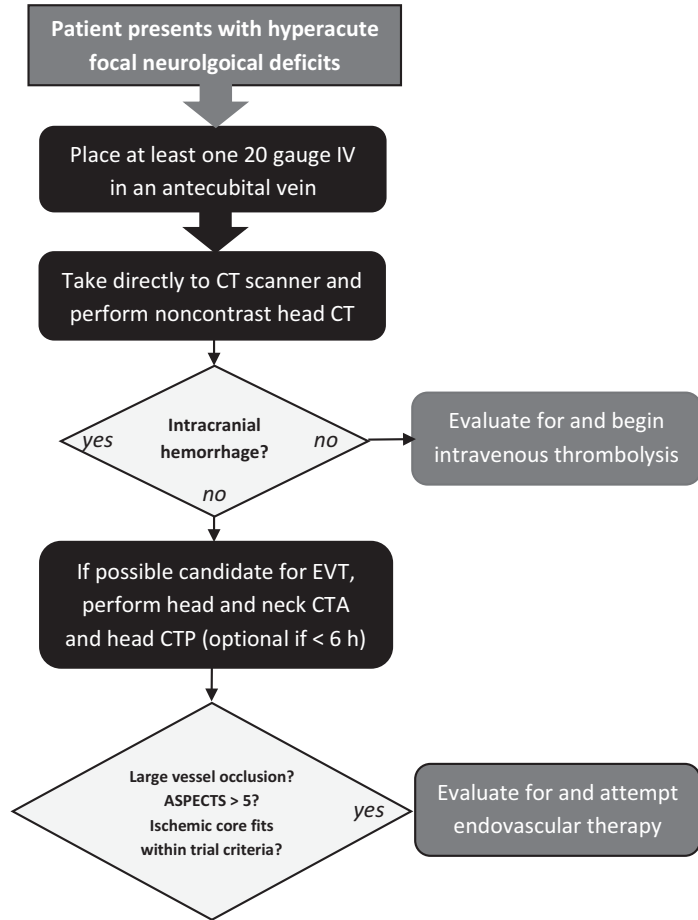 Patient presents with hyperacute
focal neurolgoical deficits
Place at least one 20 gauge IV
in an antecubital vein
Take directly to CT scanner and
perform noncontrast head CT
Intracranial
hemorrhage?
yes
no
no
Evaluate for and begin
intravenous thrombolysis
If possible candidate for EVT,
perform head and neck CTA
and head CTP (optional if < 6 h)
Large vessel occlusion?
ASPECTS > 5?
Ischemic core fits
within trial criteria?
yes
Evaluate for and attempt
endovascular therapy